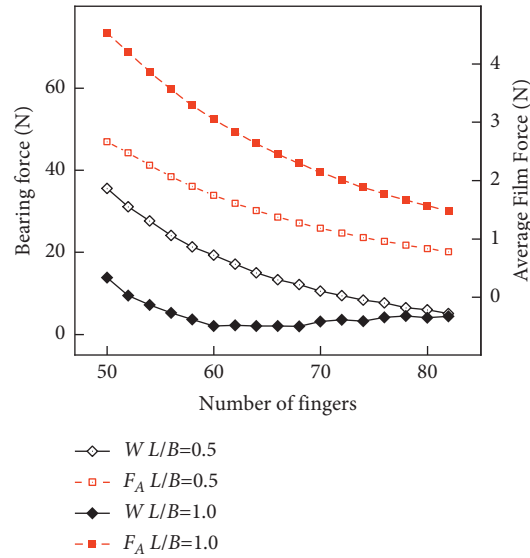 Bearing force (N)
60
40
20
0
Average Film Force (N)
4
3
2
1
0
50
60
70
80
Number of fingers
W L/B=0.5
F_A L/B=0.5
W L/B=1.0
F_A L/B=1.0